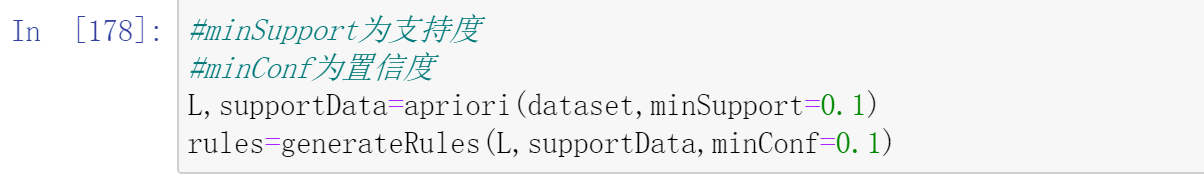 In [178]: #minSupport为支持度
#minConf为置信度
L,supportData=apriori(dataset,minSupport=0.1)
rules=generateRules(L,supportData,minConf=0.1)